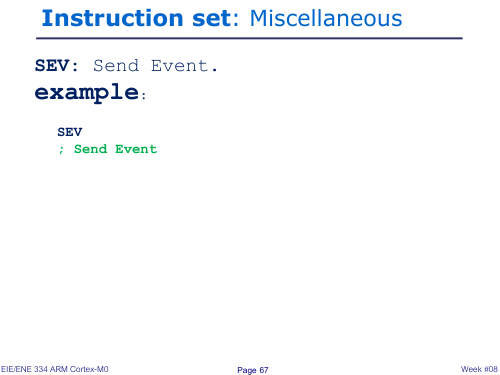 Instruction set: Miscellaneous
SEV: Send Event.
example:
SEV
; Send Event
EIE/ENE 334 ARM Cortex-M0 Page 67 Week #08